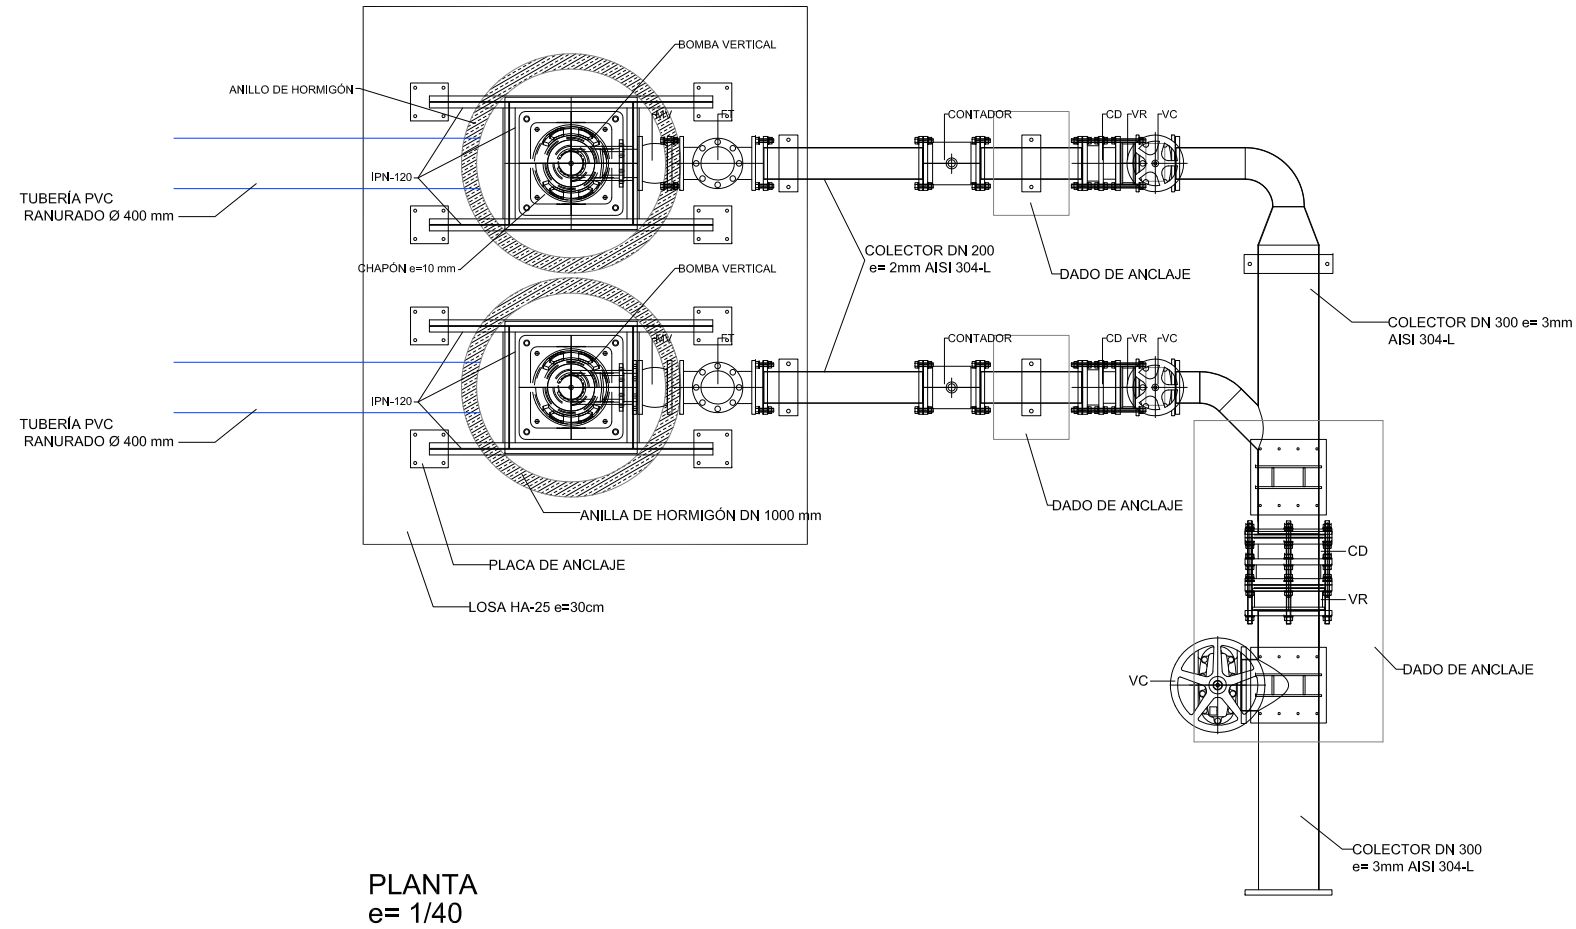 BOMBA VERTICAL
ANILLO DE HORMIGÓN
MV
FT
CONTADOR
CD
VR
VC
IPN-120
TUBERÍA PVC
RANURADO Ø 400 mm
CHAPÓN e=10 mm
COLECTOR DN 200
e= 2mm AISI 304-L
DADO DE ANCLAJE
BOMBA VERTICAL
COLECTOR DN 300 e= 3mm
AISI 304-L
MV
FT
CONTADOR
CD
VR
VC
IPN-120
TUBERÍA PVC
RANURADO Ø 400 mm
DADO DE ANCLAJE
ANILLA DE HORMIGÓN DN 1000 mm
PLACA DE ANCLAJE
CD
LOSA HA-25 e=30cm
VR
DADO DE ANCLAJE
VC
COLECTOR DN 300
e= 3mm AISI 304-L
PLANTA
e= 1/40